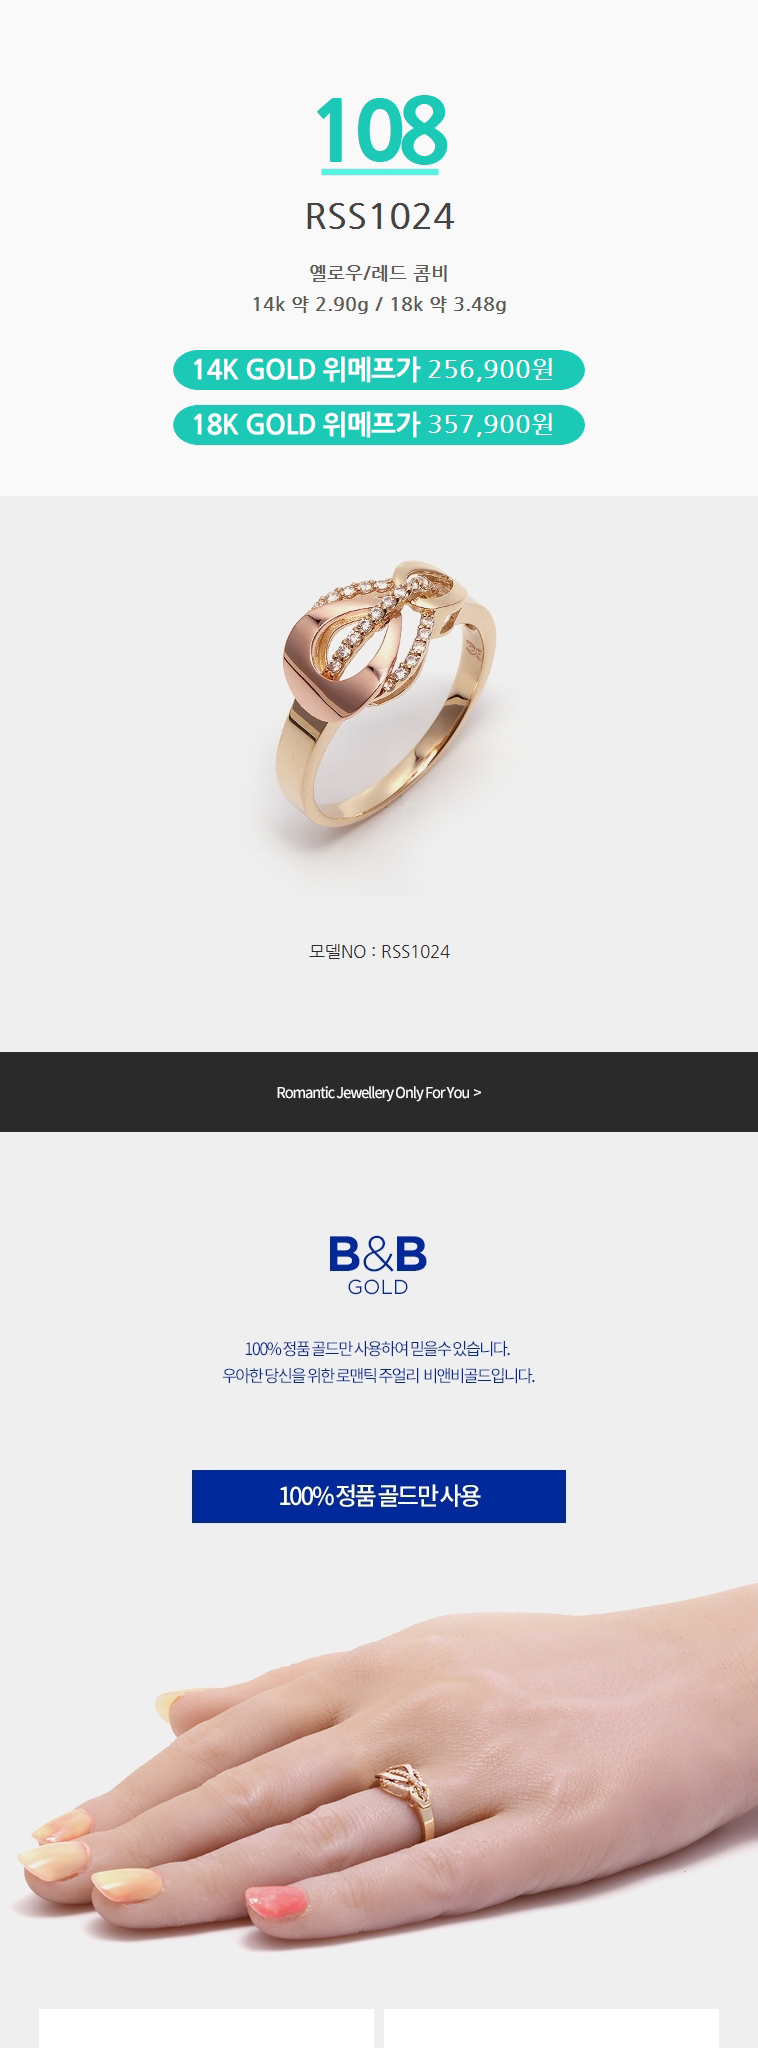 108
RSS1024
옐로우/레드 콤비
14k 약 2.90g / 18k 약 3.48g
14K GOLD 위메프가 256,900원
18K GOLD 위메프가 357,900원
모델NO : RSS1024
Romantic Jewellery Only For You >
B&B
GOLD
100% 정품 골드만 사용하여 믿을수 있습니다.
우아한 당신을 위한 로맨틱 주얼리 비앤비골드입니다.
100% 정품 골드만 사용